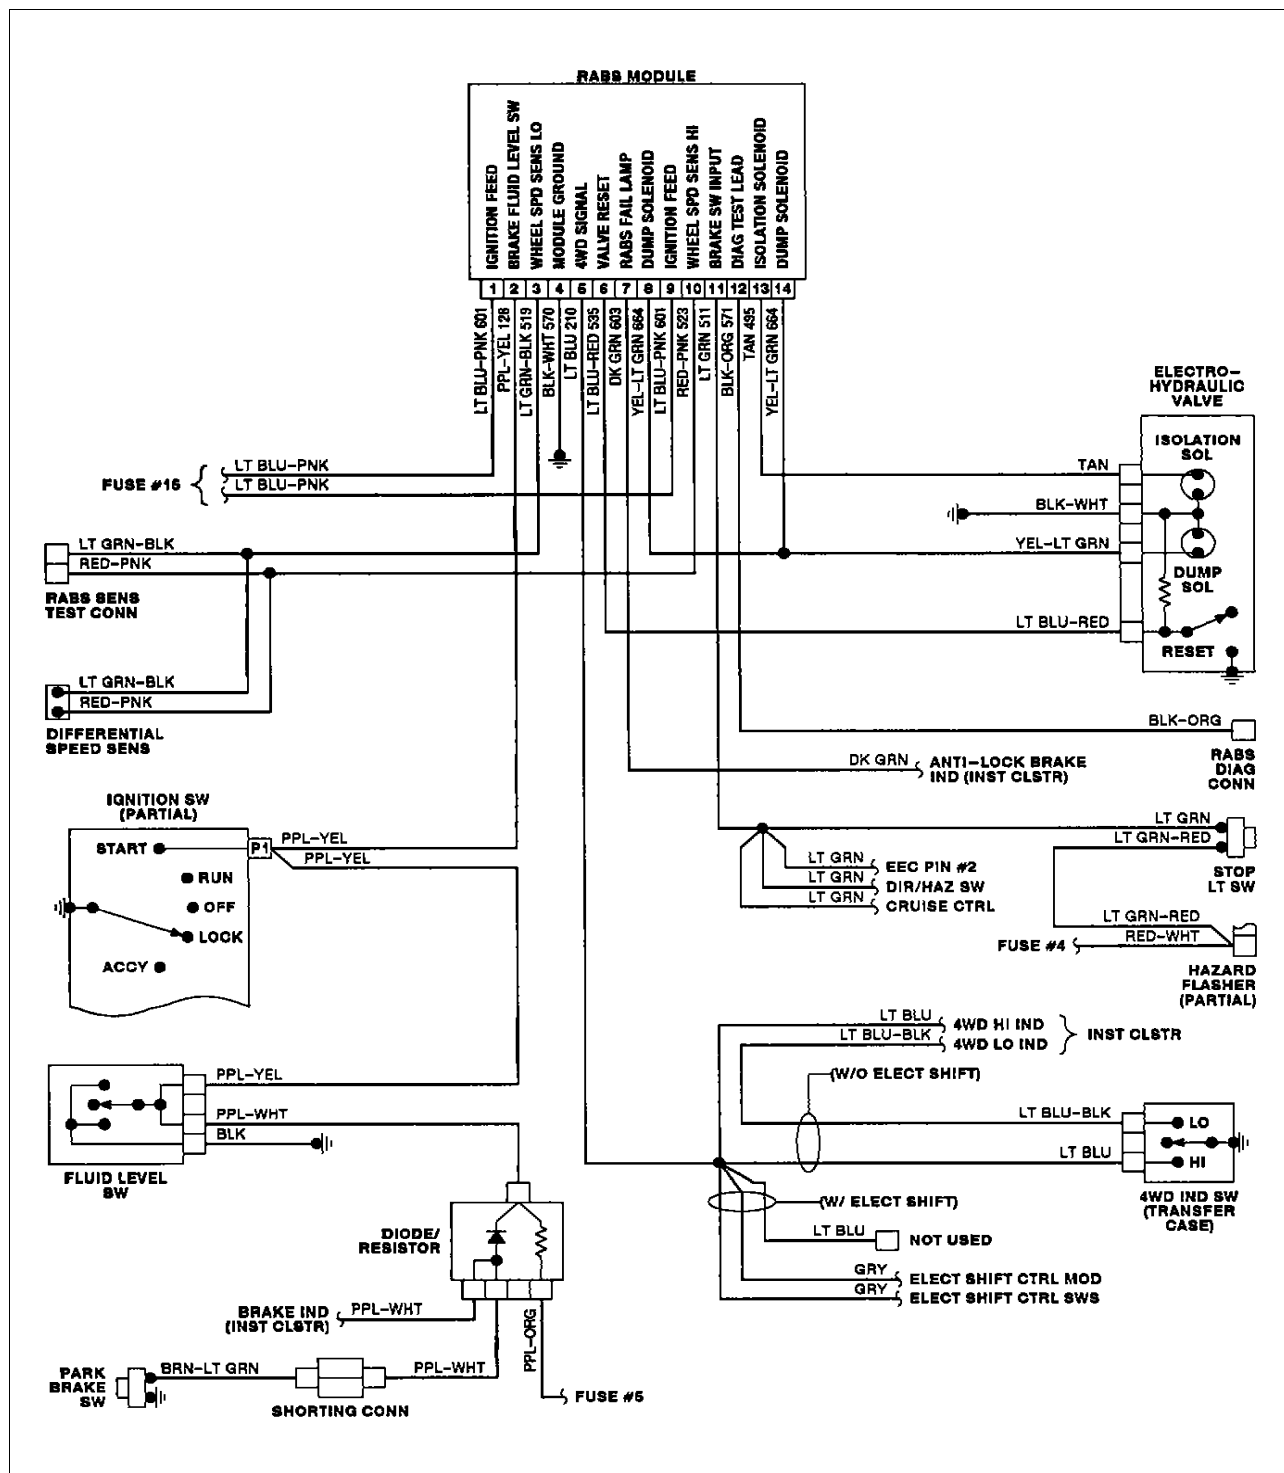 RABS MODULE
IGNITION FEED
BRAKE FLUID LEVEL SW
WHEEL SPD SENS LO
MODULE GROUND
4WD SIGNAL
VALVE RESET
RABS FAIL LAMP
DUMP SOLENOID
IGNITION FEED
WHEEL SPD SENS HI
BRAKE SW INPUT
DIAG TEST LEAD
ISOLATION SOLENOID
DUMP SOLENOID
1 2 3 4 5 6 7 8 9 10 11 12 13 14
LT BLU-PNK 601
PPL-YEL 128
LT GRN-BLK 519
BLK-WHT 570
LT BLU 210
LT BLU-RED 535
DK GRN 603
YEL-LT GRN 664
LT BLU-PNK 601
RED-PNK 523
LT GRN 511
BLK-ORG 571
TAN 495
YEL-LT GRN 664
ELECTRO-
HYDRAULIC
VALVE
ISOLATION
SOL
TAN
BLK-WHT
YEL-LT GRN
DUMP
SOL
LT BLU-RED
RESET
FUSE #15
LT BLU-PNK
LT BLU-PNK
LT GRN-BLK
RED-PNK
RABS SENS
TEST CONN
LT GRN-BLK
RED-PNK
DIFFERENTIAL
SPEED SENS
BLK-ORG
RABS
DIAG
CONN
DK GRN
ANTI-LOCK BRAKE
IND (INST CLSTR)
IGNITION SW
(PARTIAL)
START
P1
PPL-YEL
PPL-YEL
RUN
OFF
LOCK
ACCY
LT GRN
LT GRN-RED
STOP
LT SW
LT GRN
EEC PIN #2
LT GRN
DIR/HAZ SW
LT GRN
CRUISE CTRL
LT GRN-RED
FUSE #4
RED-WHT
HAZARD
FLASHER
(PARTIAL)
LT BLU
4WD HI IND
LT BLU-BLK
4WD LO IND
INST CLSTR
(W/O ELECT SHIFT)
LT BLU-BLK
LO
LT BLU
HI
4WD IND SW
(TRANSFER
CASE)
(W/ ELECT SHIFT)
LT BLU
NOT USED
GRY
ELECT SHIFT CTRL MOD
GRY
ELECT SHIFT CTRL SWS
PPL-YEL
PPL-WHT
BLK
FLUID LEVEL
SW
DIODE/
RESISTOR
BRAKE IND
(INST CLSTR)
PPL-WHT
PPL-ORG
PARK
BRAKE
SW
BRN-LT GRN
PPL-WHT
SHORTING CONN
FUSE #5